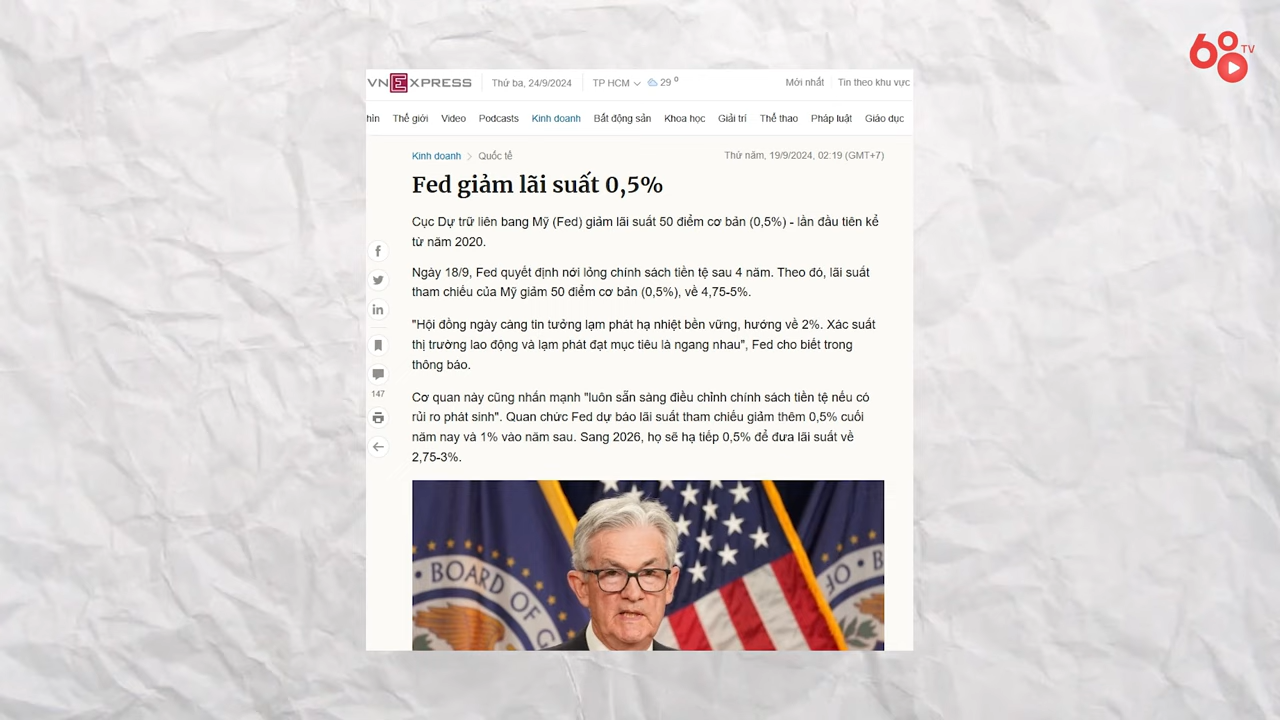 68 TV
VNEXPRESS
Thứ ba, 24/9/2024
TP HCM
29⁰
Mới nhất
Tin theo khu vực
Thế giới
Video
Podcasts
Kinh doanh
Bất động sản
Khoa học
Giải trí
Thể thao
Pháp luật
Giáo dục
Kinh doanh > Quốc tế
Thứ năm, 19/9/2024, 02:19 (GMT+7)
Fed giảm lãi suất 0,5%
Cục Dự trữ liên bang Mỹ (Fed) giảm lãi suất 50 điểm cơ bản (0,5%) - lần đầu tiên kể
từ năm 2020.
Ngày 18/9, Fed quyết định nới lỏng chính sách tiền tệ sau 4 năm. Theo đó, lãi suất
tham chiếu của Mỹ giảm 50 điểm cơ bản (0,5%), về 4,75-5%.
"Hội đồng ngày càng tin tưởng lạm phát hạ nhiệt bền vững, hướng về 2%. Xác suất
thị trường lao động và lạm phát đạt mục tiêu là ngang nhau", Fed cho biết trong
thông báo.
Cơ quan này cũng nhấn mạnh "luôn sẵn sàng điều chỉnh chính sách tiền tệ nếu có
rủi ro phát sinh". Quan chức Fed dự báo lãi suất tham chiếu giảm thêm 0,5% cuối
năm nay và 1% vào năm sau. Sang 2026, họ sẽ hạ tiếp 0,5% để đưa lãi suất về
2,75-3%.
147
BOARD OF G
OF • B